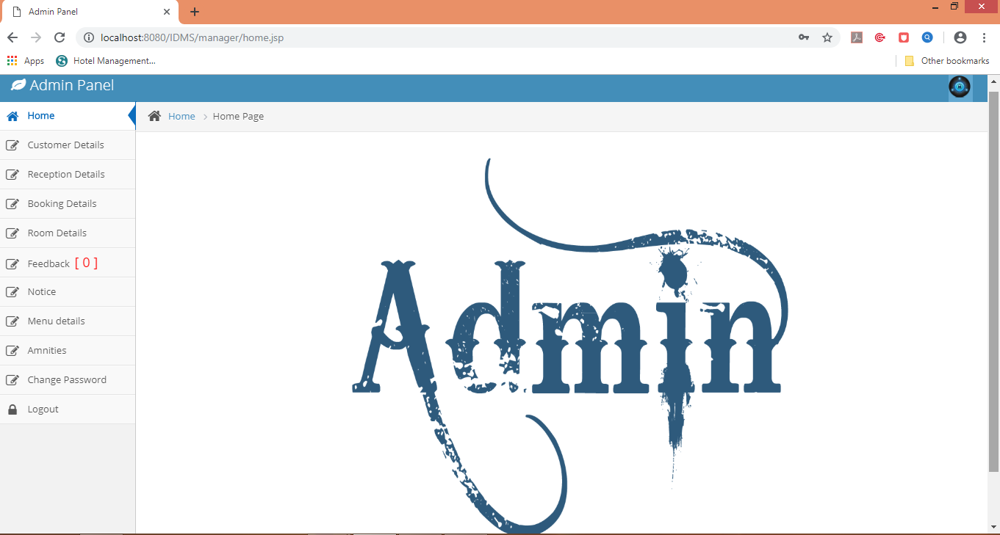 Admin Panel
localhost:8080/IDMS/manager/home.jsp
Apps
Hotel Management...
Other bookmarks
Admin Panel
Home
Home
Home Page
Customer Details
Reception Details
Booking Details
Room Details
Feedback [ 0 ]
Notice
Menu details
Amnities
Change Password
Logout
Admin